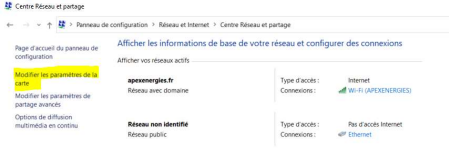 Centre Réseau et partage
Panneau de configuration > Réseau et Internet > Centre Réseau et partage
Page d'accueil du panneau de
configuration
Modifier les paramètres de la
carte
Modifier les paramètres de
partage avancés
Options de diffusion
multimédia en continu
Afficher les informations de base de votre réseau et configurer des connexions
Afficher vos réseaux actifs
apexenergies.fr
Réseau avec domaine
Type d'accès : Internet
Connexions : Wi-Fi (APEXENERGIES)
Réseau non identifié
Réseau public
Type d'accès : Pas d'accès Internet
Connexions : Ethernet